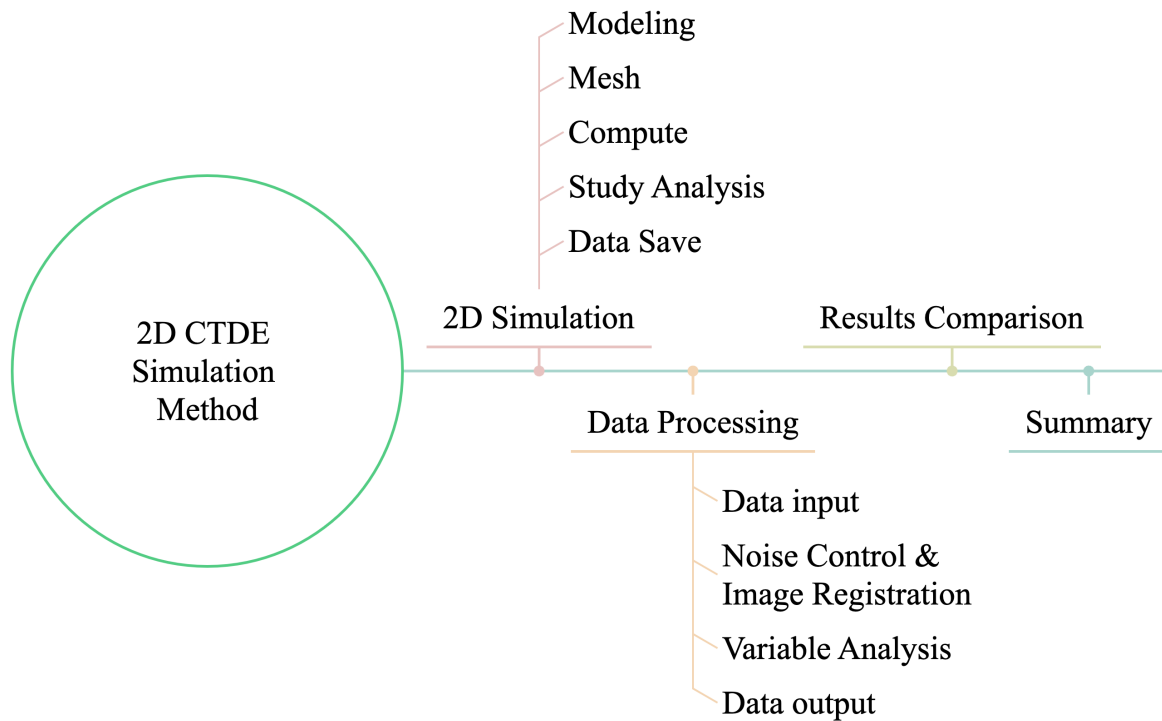 2D CTDE
Simulation
Method
Modeling
Mesh
Compute
Study Analysis
Data Save
2D Simulation
Data Processing
Data input
Noise Control &
Image Registration
Variable Analysis
Data output
Results Comparison
Summary